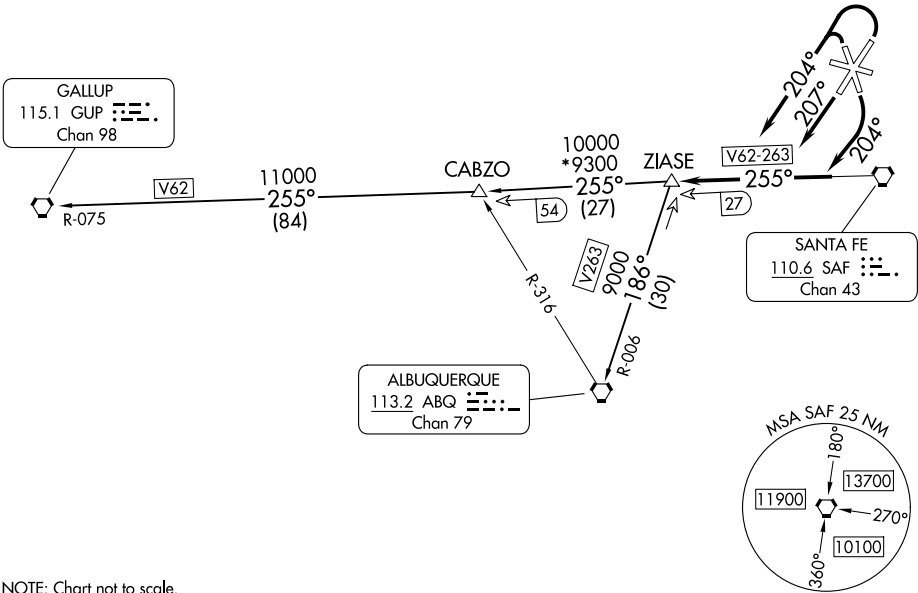 204°
207°
204°
GALLUP
115.1 GUP
Chan 98
V62
R-075
11000
255°
(84)
CABZO
54
10000
*9300
255°
(27)
ZIASE
V62-263
255°
27
SANTA FE
110.6 SAF
Chan 43
R-316
V263
9000
186°
(30)
R-006
ALBUQUERQUE
113.2 ABQ
Chan 79
MSA SAF 25 NM
180°
13700
11900
270°
10100
360°
NOTE: Chart not to scale.